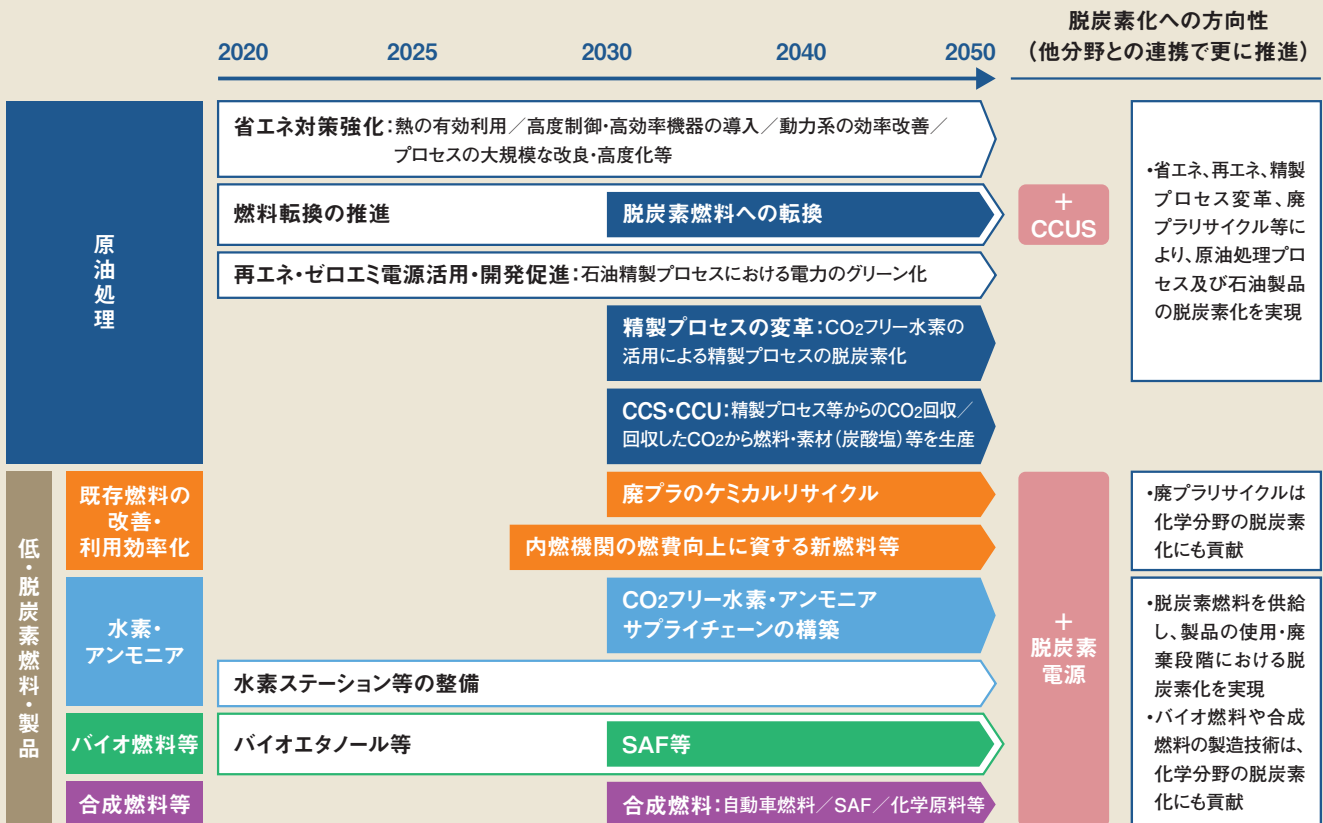 2020 2025 2030 2040 2050
脱炭素化への方向性
（他分野との連携で更に推進）
原油処理
省エネ対策強化：熱の有効利用／高度制御・高効率機器の導入／動力系の効率改善／
プロセスの大規模な改良・高度化等
燃料転換の推進
脱炭素燃料への転換
再エネ・ゼロエミ電源活用・開発促進：石油精製プロセスにおける電力のグリーン化
精製プロセスの変革：CO2フリー水素の
活用による精製プロセスの脱炭素化
CCS・CCU：精製プロセス等からのCO2回収／
回収したCO2から燃料・素材（炭酸塩）等を生産
＋
CCUS
・省エネ、再エネ、精製
プロセス変革、廃
プラリサイクル等に
より、原油処理プロ
セス及び石油製品
の脱炭素化を実現
低・脱炭素燃料・製品
既存燃料の
改善・
利用効率化
廃プラのケミカルリサイクル
内燃機関の燃費向上に資する新燃料等
水素・
アンモニア
CO2フリー水素・アンモニア
サプライチェーンの構築
水素ステーション等の整備
バイオ燃料等
バイオエタノール等
SAF等
合成燃料等
合成燃料：自動車燃料／SAF／化学原料等
＋
脱炭素
電源
・廃プラリサイクルは
化学分野の脱炭素
化にも貢献
・脱炭素燃料を供給
し、製品の使用・廃
棄段階における脱
炭素化を実現
・バイオ燃料や合成
燃料の製造技術は、
化学分野の脱炭素
化にも貢献